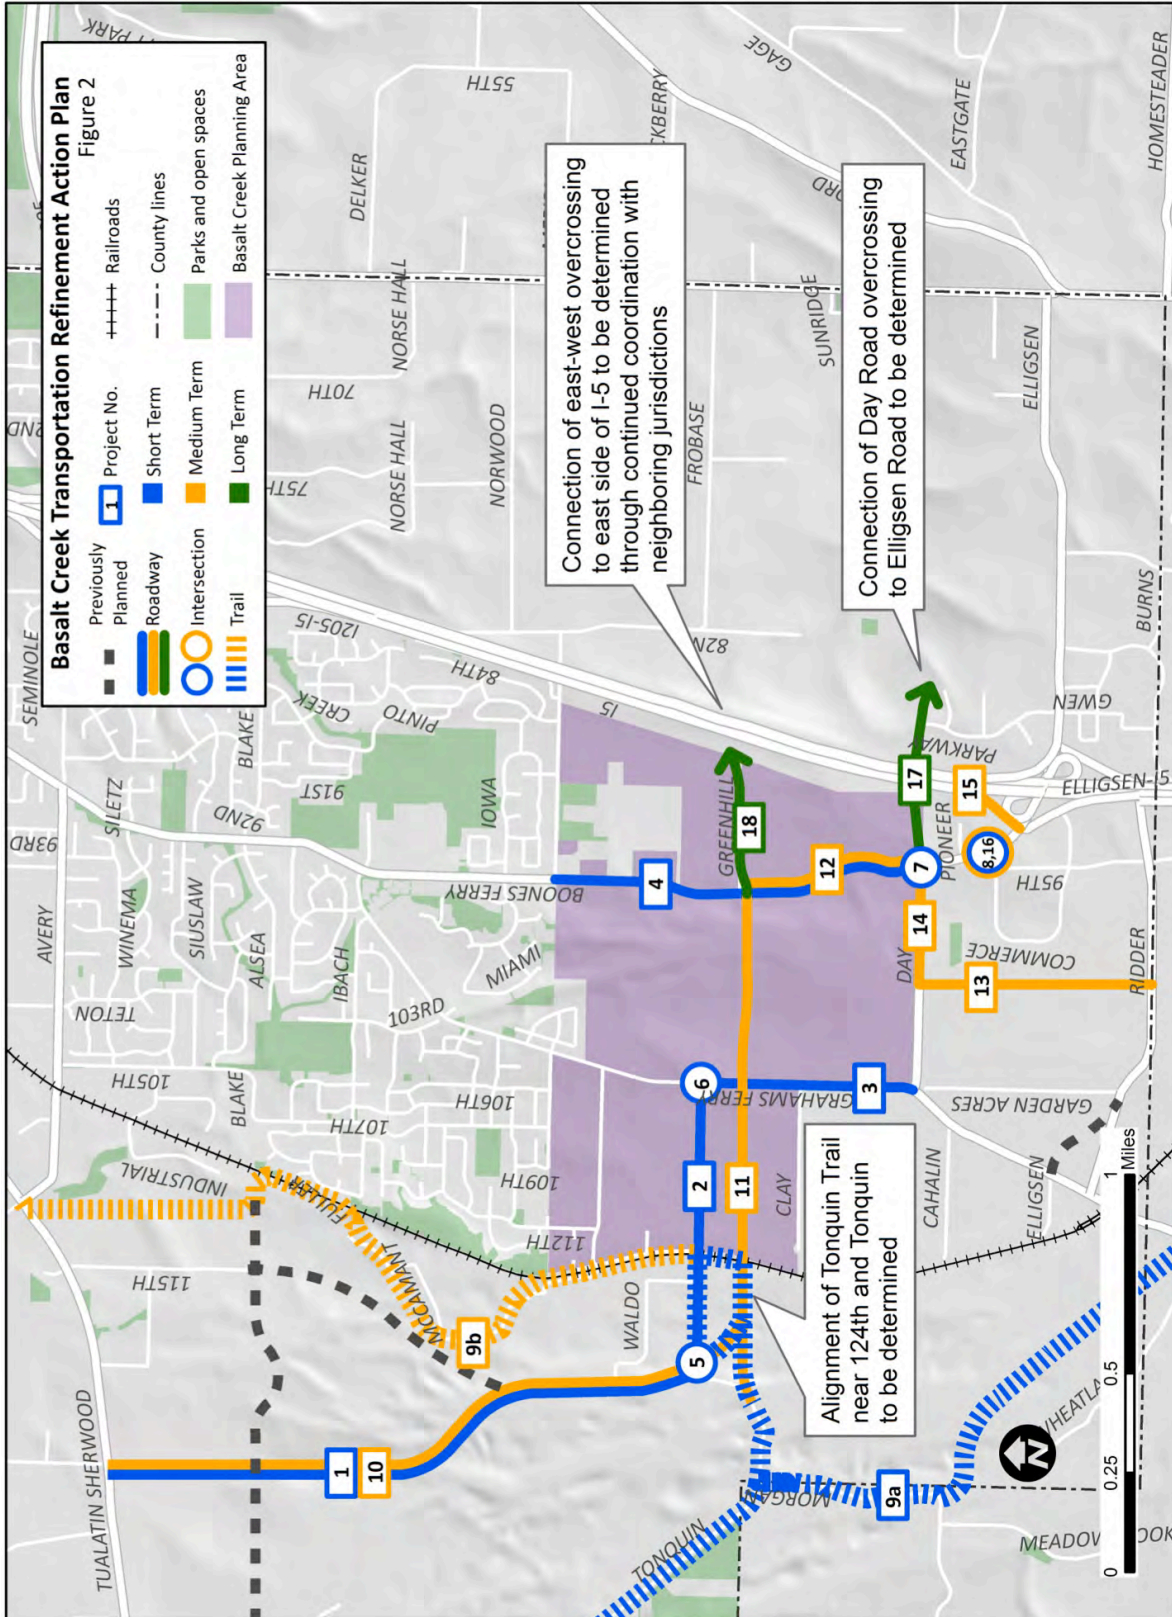 Basalt Creek Transportation Refinement Action Plan
Figure 2
Previously
Planned
Roadway
Intersection
Trail
1 Project No.
Short Term
Medium Term
Long Term
Railroads
County lines
Parks and open spaces
Basalt Creek Planning Area
Connection of east-west overcrossing
to east side of I-5 to be determined
through continued coordination with
neighboring jurisdictions
Connection of Day Road overcrossing
to Elligsen Road to be determined
Alignment of Tonquin Trail
near 124th and Tonquin
to be determined
SEMINOLE
93RD
AVERY
SILETZ
WINEMA
TETON
SIUSLAW
92ND
BLAKE
ALSEA
CREEK
PINTO
91ST
IBACH
IOWA
BOONES FERRY
MIAMI
103RD
105TH
BLAKE
106TH
107TH
109TH
112TH
INDUSTRIAL
115TH
MCCAMANT
TUALATIN SHERWOOD
WALDO
TONQUIN
MORGAN
CLAY
GRAHAMS FERRY
CAHALIN
GARDEN ACRES
ELLIGSEN
RIDDER
COMMERCE
DAY
95TH
PIONEER
PARKWAY
GREENHILL
I5
84TH
I205-I5
82N
75TH
70TH
NORSE HALL
NORSE HALL
NORWOOD
FROBASE
DELKER
55TH
GAGE
CKBERRY
SUNRIDGE
EASTGATE
HOMESTEADER
ELLIGSEN
BURNS
GWEN
ELLIGSEN-I5
PARK
2ND
ORD
MEADOW
OOK
WHEATLA
1
10
2
3
4
5
6
7
8,16
9a
9b
11
12
13
14
15
17
18
N
0
0.25
0.5
1
Miles